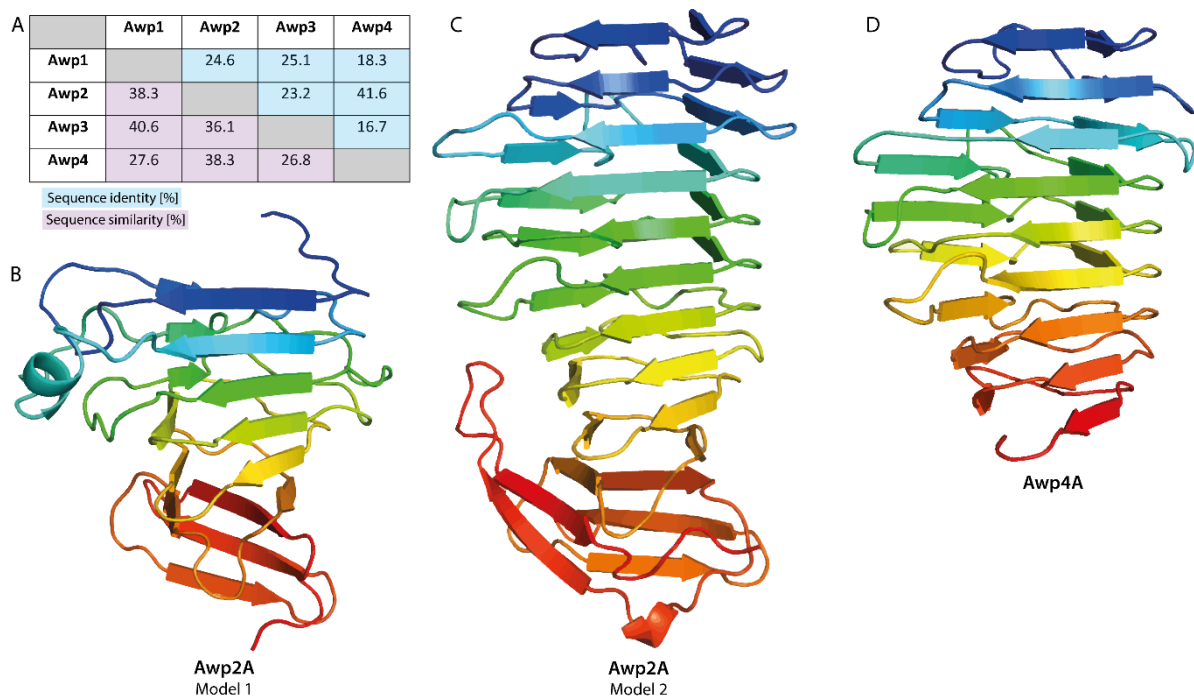 A
Awp1 Awp2 Awp3 Awp4
Awp1 24.6 25.1 18.3
Awp2 38.3 23.2 41.6
Awp3 40.6 36.1 16.7
Awp4 27.6 38.3 26.8
Sequence identity [%]
Sequence similarity [%]
B
Awp2A
Model 1
C
Awp2A
Model 2
D
Awp4A